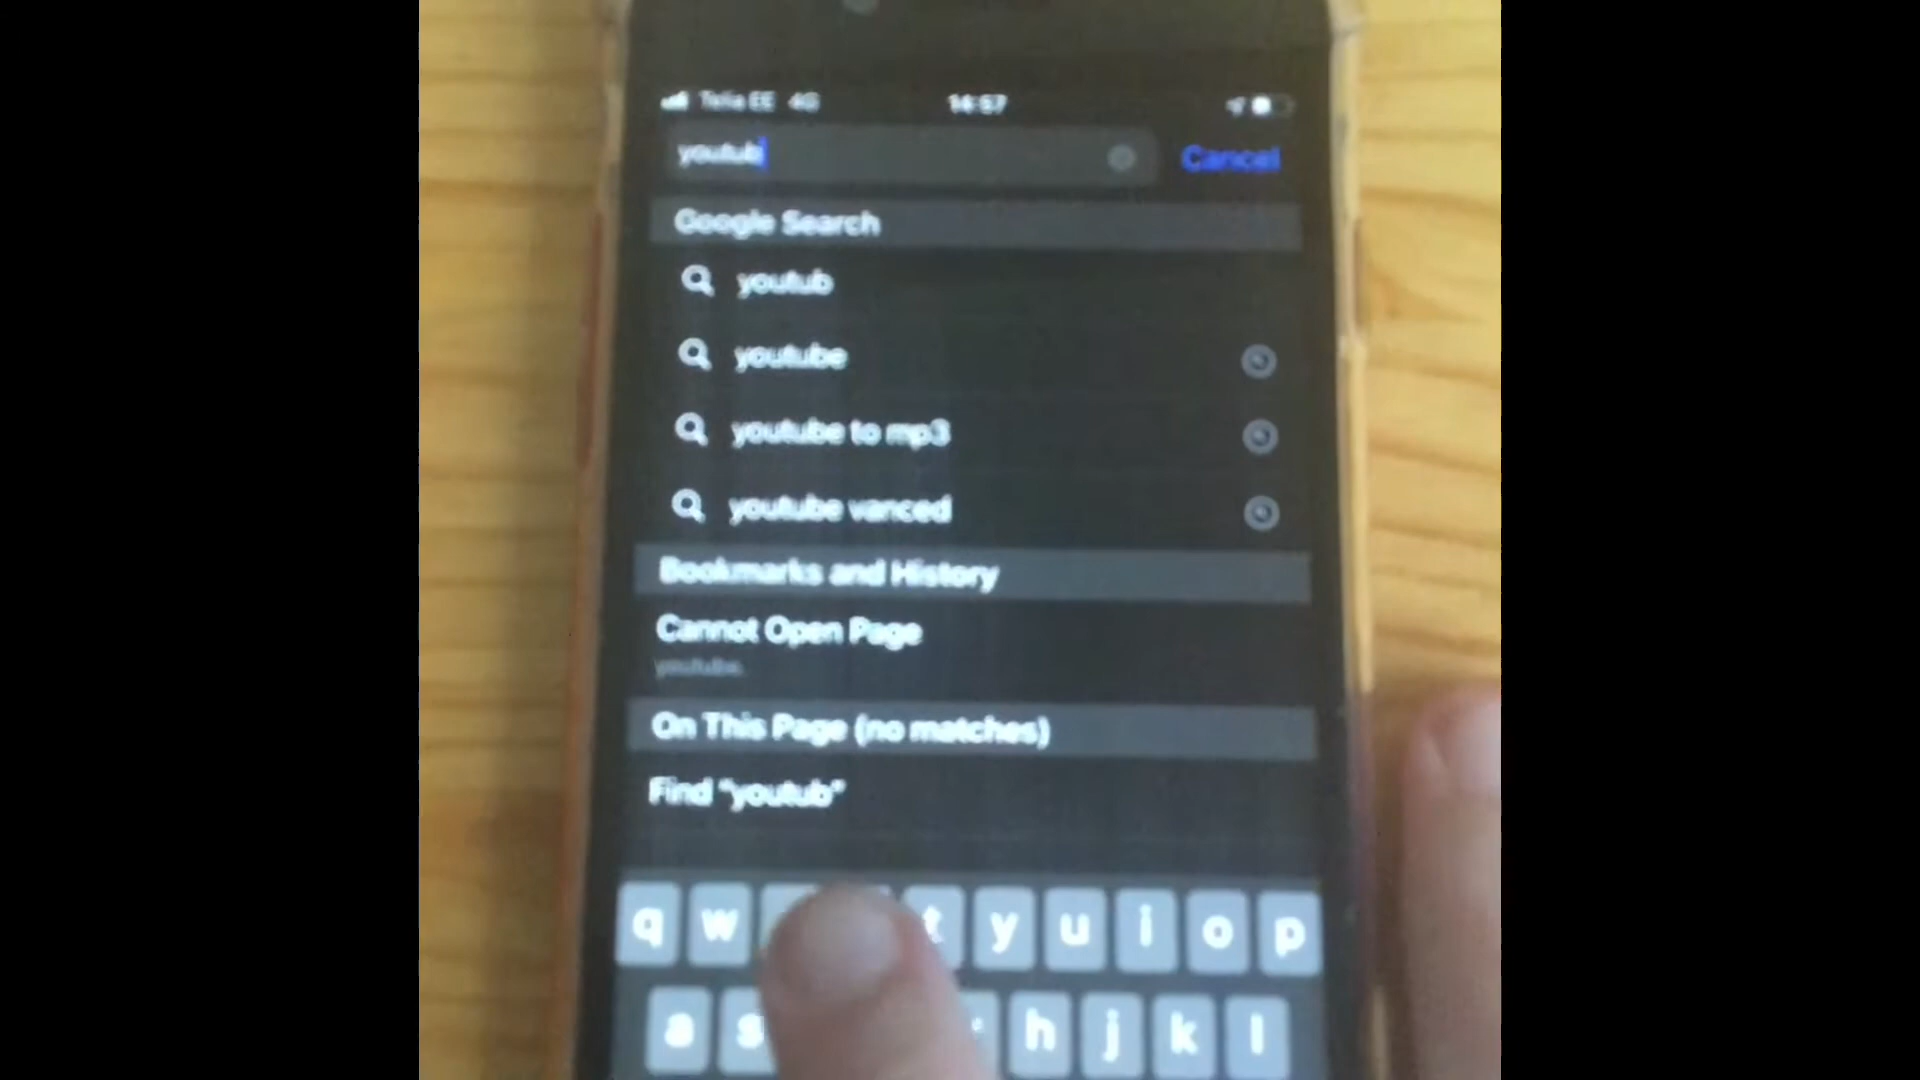 Telia EE 4G 14:57
youtub Cancel
Google Search
youtub
youtube
youtube to mp3
youtube vanced
Bookmarks and History
Cannot Open Page
youtube.
On This Page (no matches)
Find "youtub"
q w t y u i o p
a s h j k l